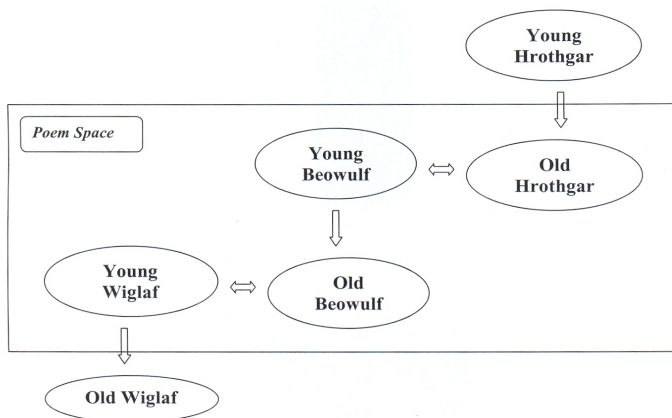 Young
Hrothgar
Poem Space
Young
Beowulf
Old
Hrothgar
Young
Wiglaf
Old
Beowulf
Old Wiglaf